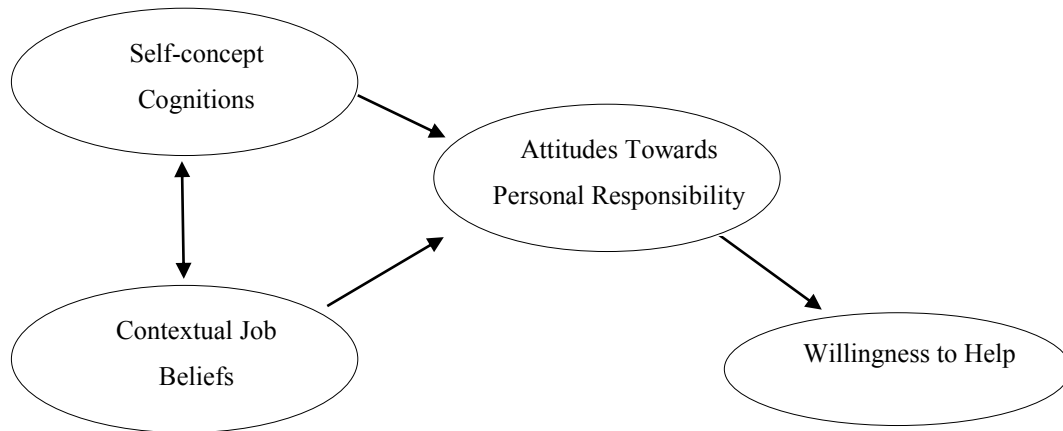 Self-concept
Cognitions
Attitudes Towards
Personal Responsibility
Contextual Job
Beliefs
Willingness to Help